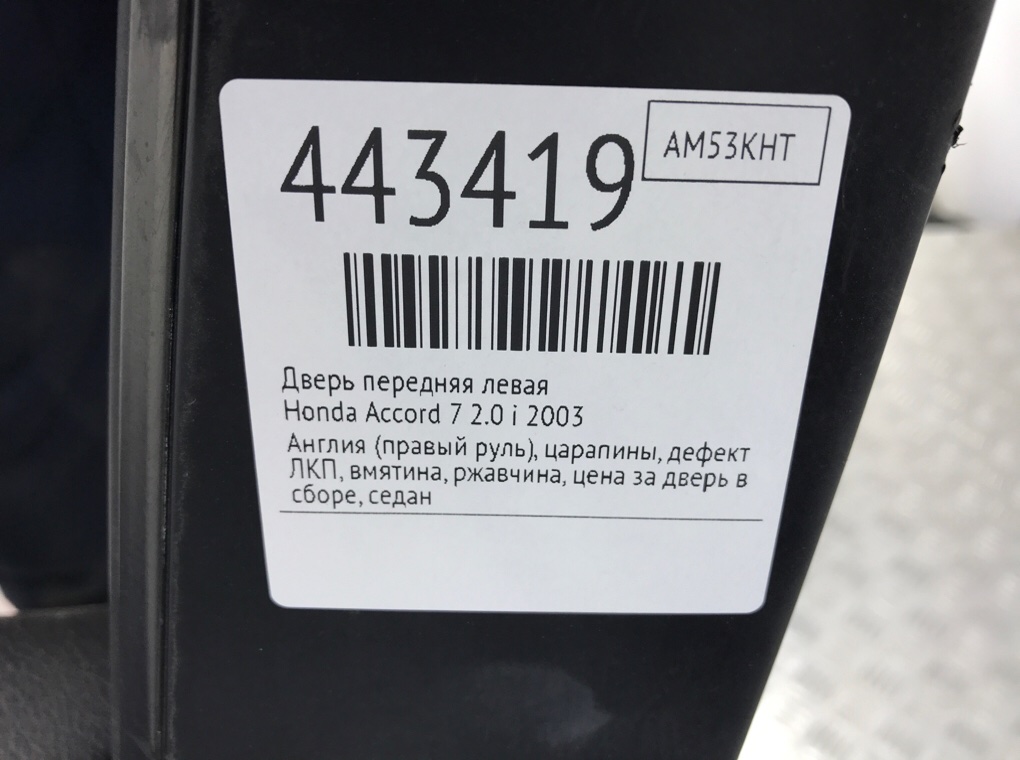 443419
AM53KHT
Дверь передняя левая
Honda Accord 7 2.0 i 2003
Англия (правый руль), царапины, дефект
ЛКП, вмятина, ржавчина, цена за дверь в
сборе, седан